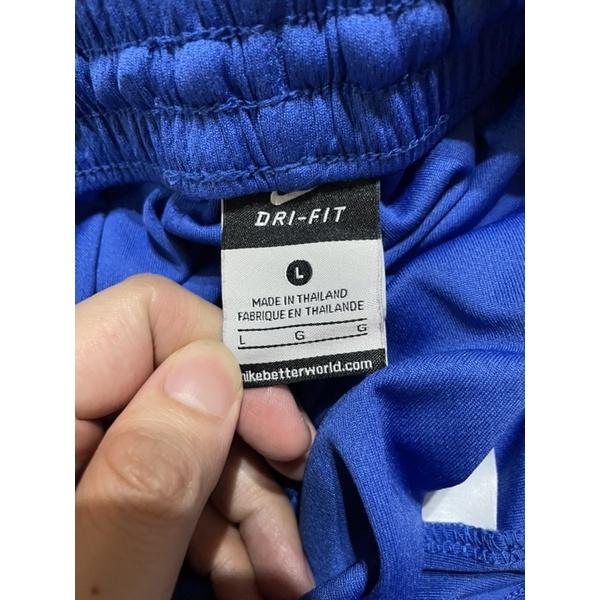 DRI-FIT
L
MADE IN THAILAND
FABRIQUE EN THAILANDE
L G G
nikebetterworld.com